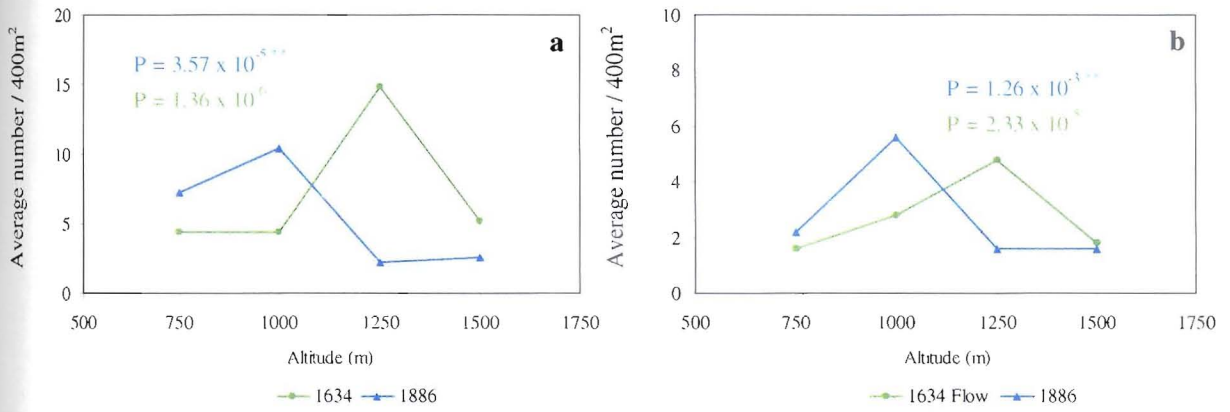 Average number / 400m²
20
15
10
5
0
a
P = 3.57 x 10⁻⁵ **
P = 1.36 x 10
500 750 1000 1250 1500 1750
Altitude (m)
1634 1886
Average number / 400m²
10
8
6
4
2
0
b
P = 1.26 x 10⁻³ **
P = 2.33 x 10
500 750 1000 1250 1500 1750
Altitude (m)
1634 Flow 1886